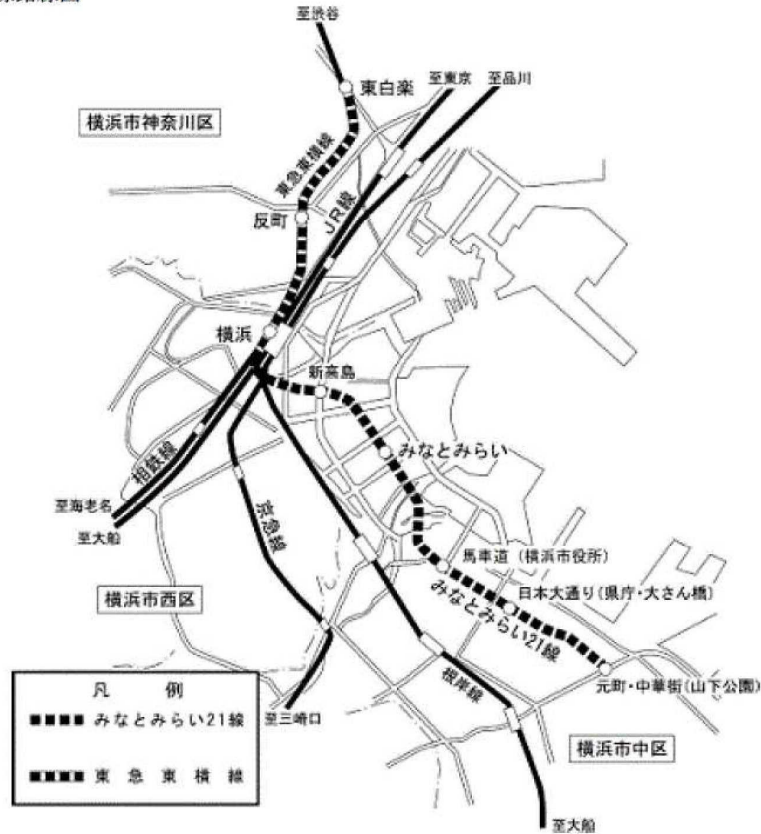 至渋谷
東白楽
至東京
至品川
横浜市神奈川区
東急東横線
JR線
反町
横浜
新高島
みなとみらい
相鉄線
至海老名
至大船
京急線
馬車道（横浜市役所）
横浜市西区
日本大通り(県庁・大さん橋)
みなとみらい21線
元町・中華街(山下公園)
根岸線
至三崎口
横浜市中区
至大船
凡 例
みなとみらい21線
東急東横線